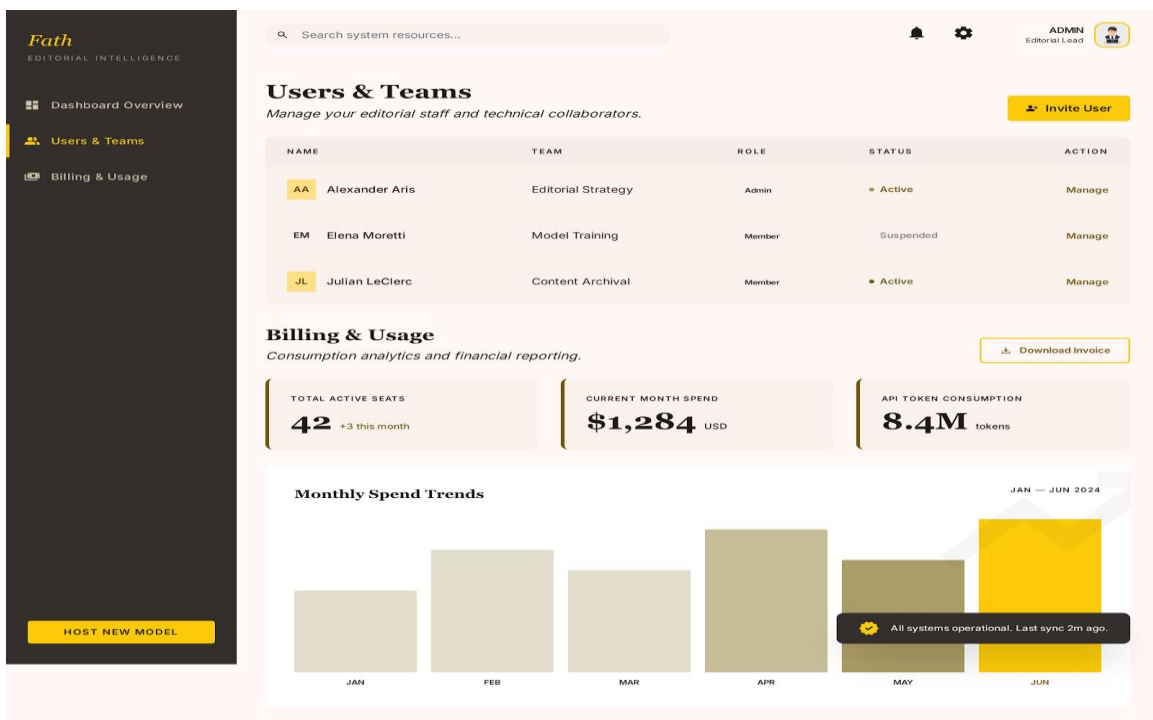 Fath
EDITORIAL INTELLIGENCE
Dashboard Overview
Users & Teams
Billing & Usage
HOST NEW MODEL
Search system resources...
ADMIN
Editorial Lead
Users & Teams
Manage your editorial staff and technical collaborators.
Invite User
NAME TEAM ROLE STATUS ACTION
AA Alexander Aris Editorial Strategy Admin Active Manage
EM Elena Moretti Model Training Member Suspended Manage
JL Julian LeClerc Content Archival Member Active Manage
Billing & Usage
Consumption analytics and financial reporting.
Download Invoice
TOTAL ACTIVE SEATS
42 +3 this month
CURRENT MONTH SPEND
$1,284 USD
API TOKEN CONSUMPTION
8.4M tokens
Monthly Spend Trends
JAN — JUN 2024
All systems operational. Last sync 2m ago.
JAN FEB MAR APR MAY JUN